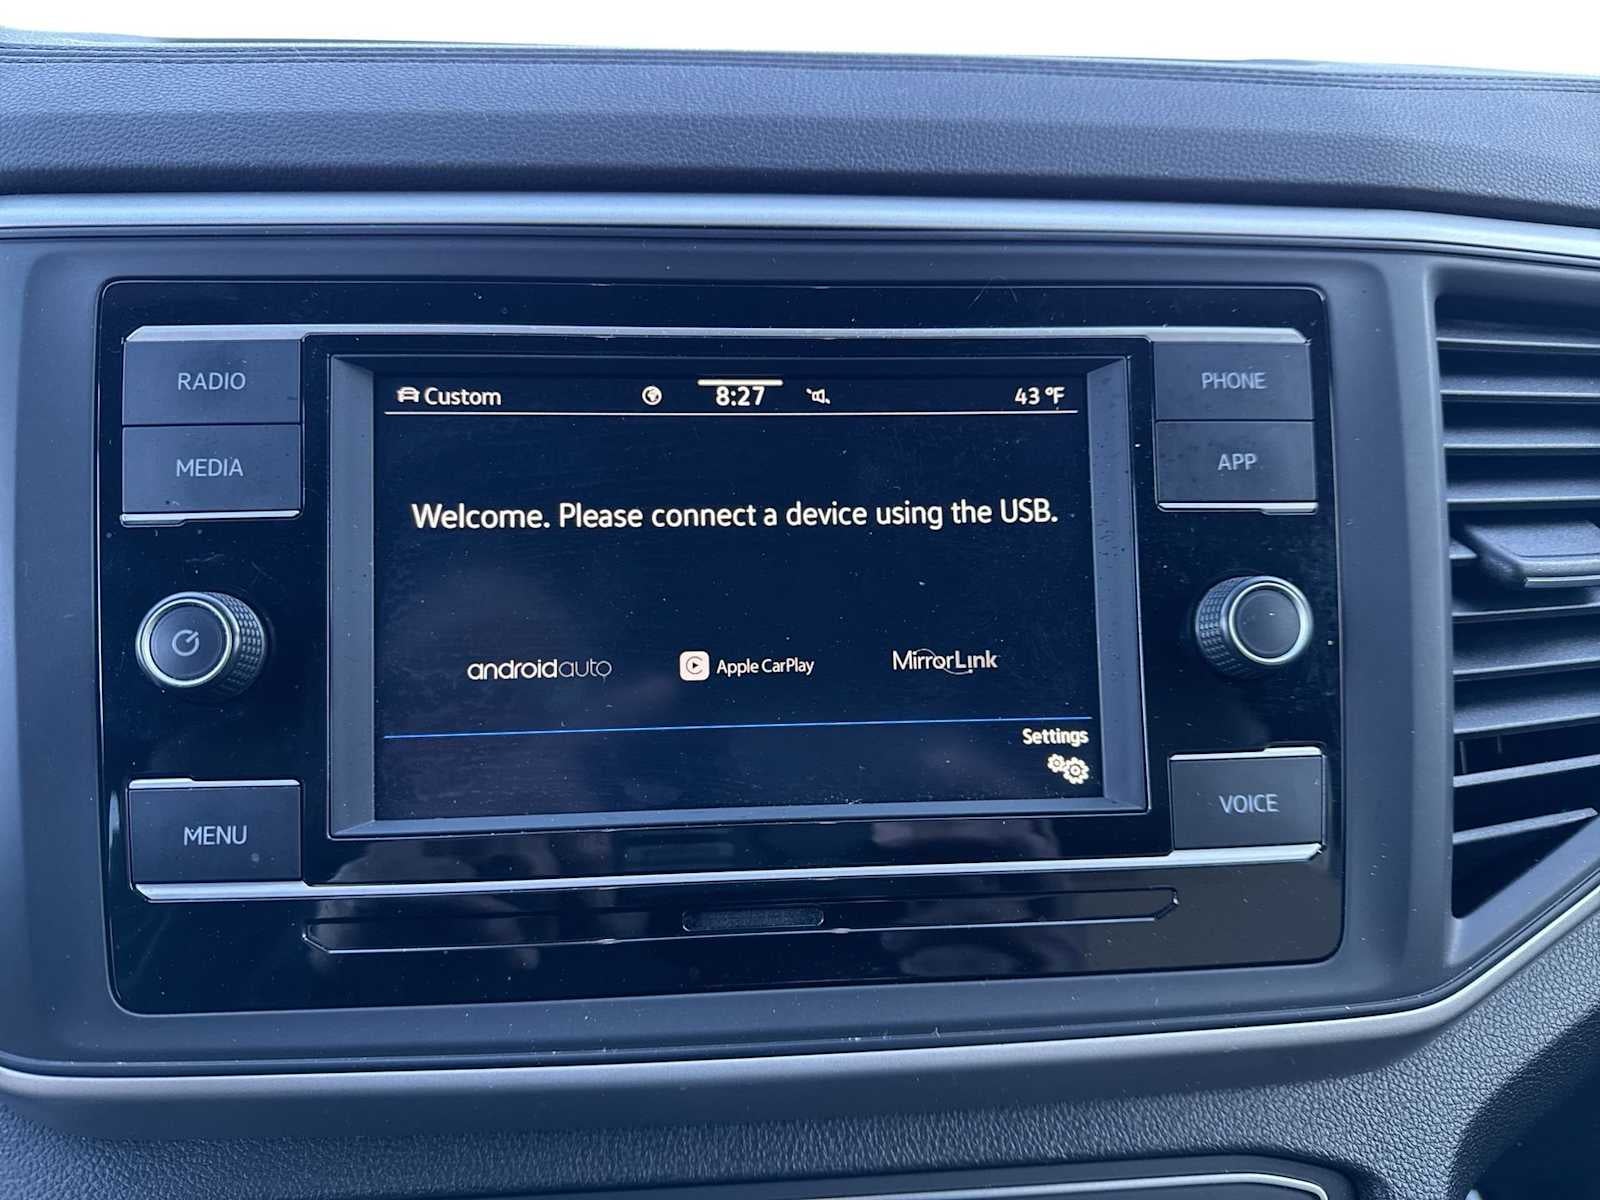 RADIO
MEDIA
MENU
Custom
8:27
43 °F
Welcome. Please connect a device using the USB.
androidauto
Apple CarPlay
MirrorLink
Settings
PHONE
APP
VOICE